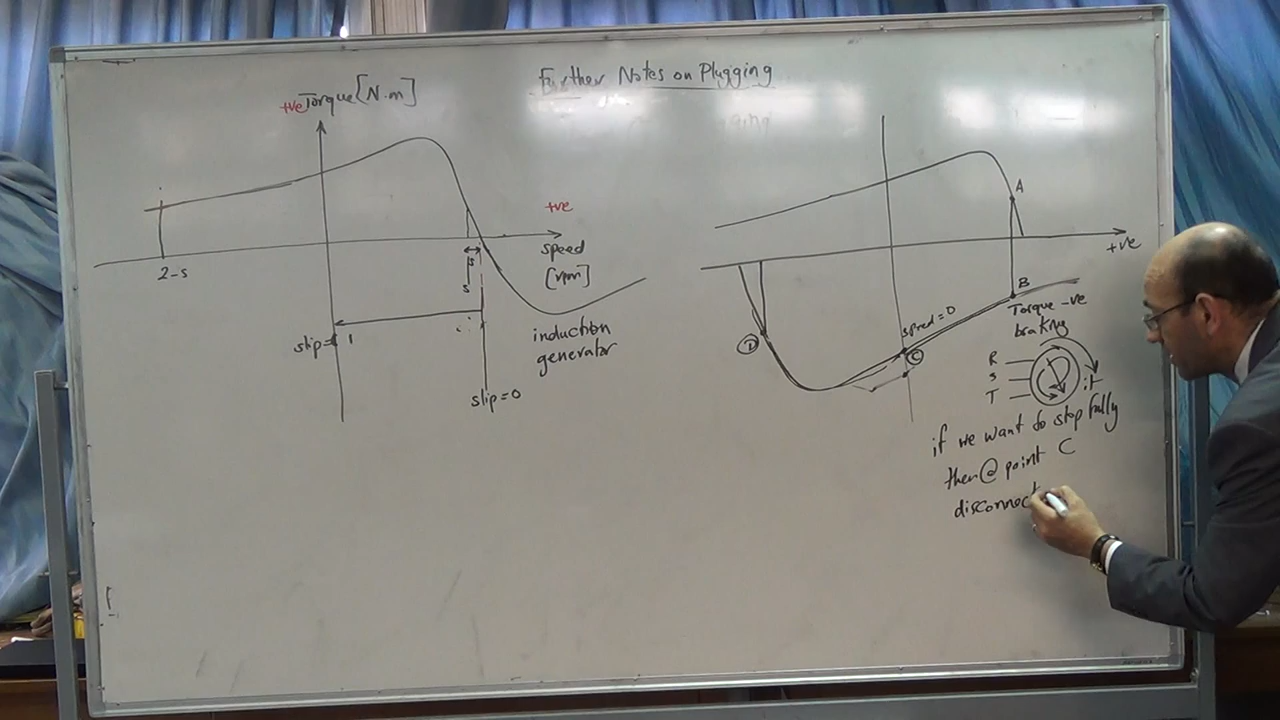 Further Notes on Plugging
+ve Torque [N.m]
+ve
speed
[rpm]
2-s
s
s
slip= 1
slip=0
induction
generator
A
+ve
B
Torque -ve
braking
speed=0
C
D
R
S
T
it
if we want to stop fully
then @ point C
disconnect